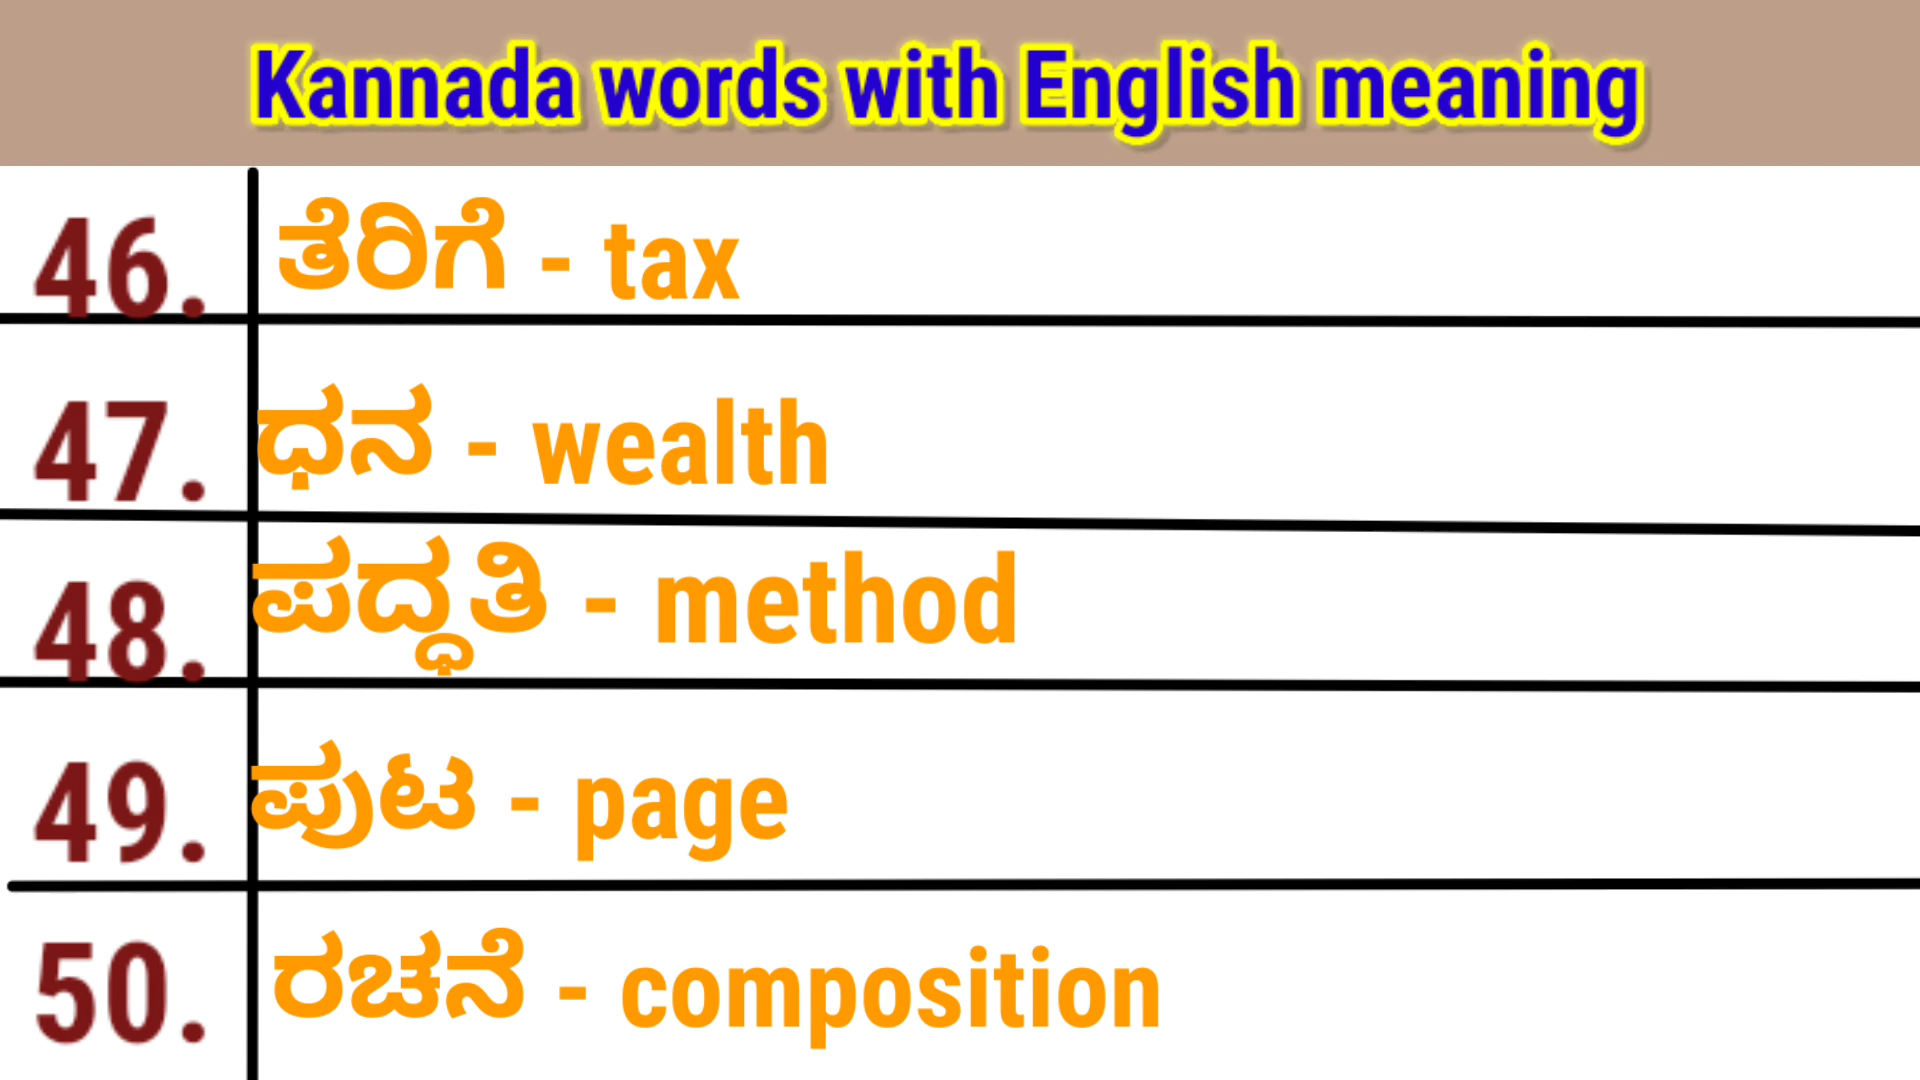 Kannada words with English meaning
46. ತೆರಿಗೆ - tax
47. ಧನ - wealth
48. ಪದ್ಧತಿ - method
49. ಪುಟ - page
50. ರಚನೆ - composition